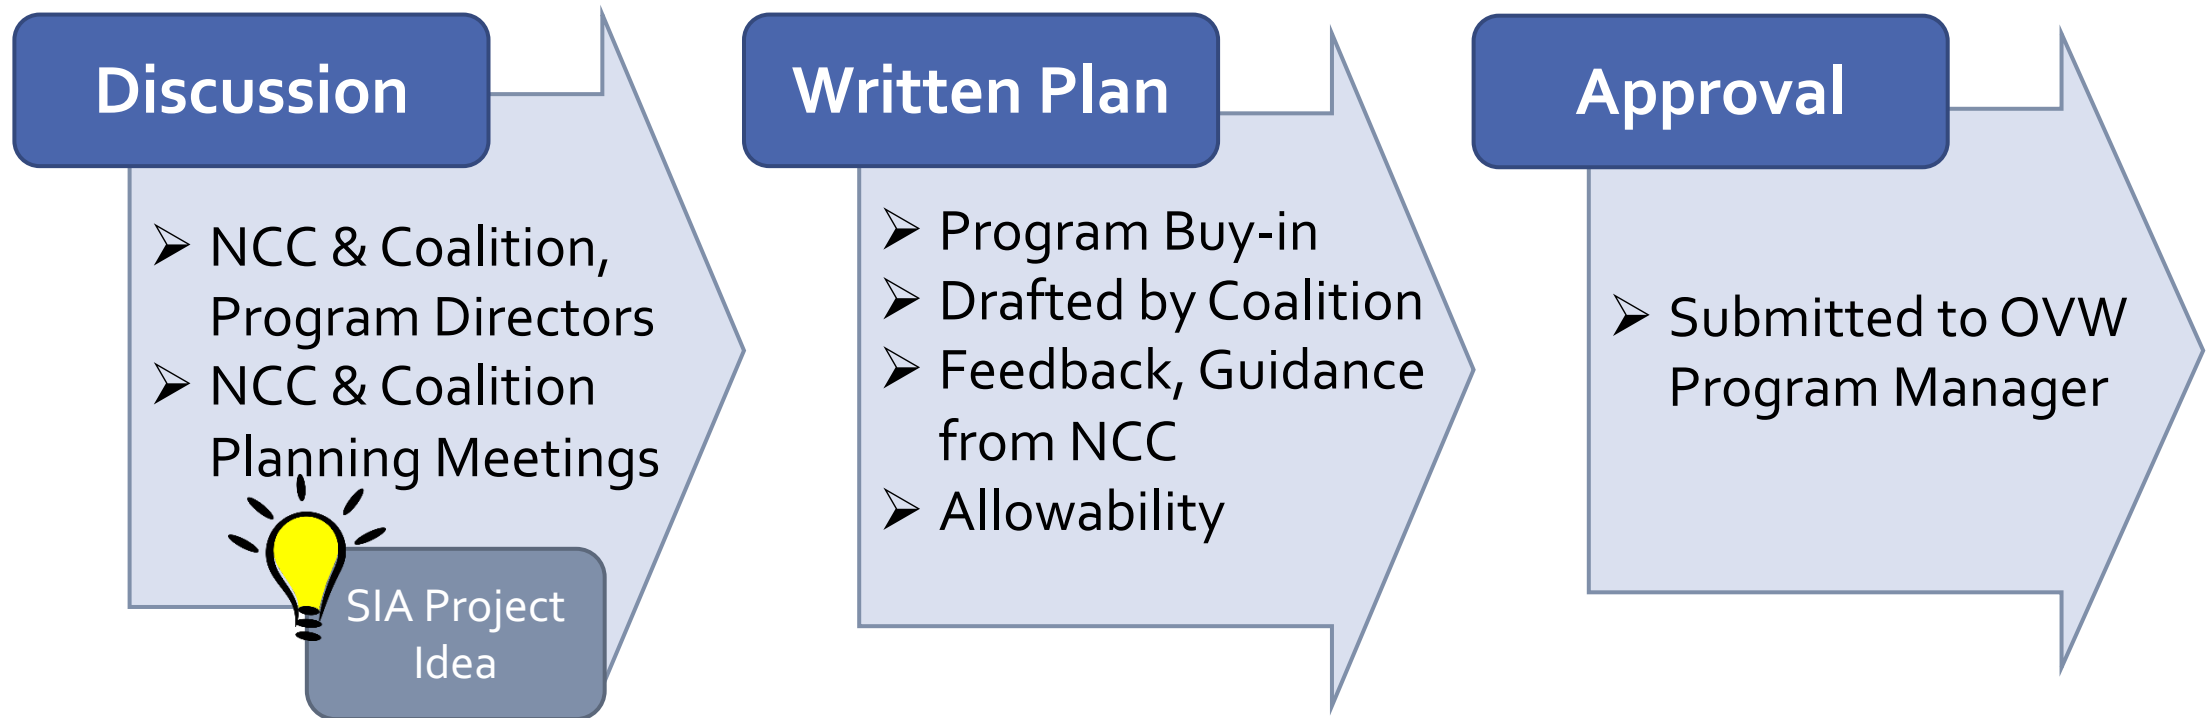 Discussion
➢ NCC & Coalition,
Program Directors
➢ NCC & Coalition
Planning Meetings
SIA Project
Idea
Written Plan
➢ Program Buy-in
➢ Drafted by Coalition
➢ Feedback, Guidance
from NCC
➢ Allowability
Approval
➢ Submitted to OVW
Program Manager